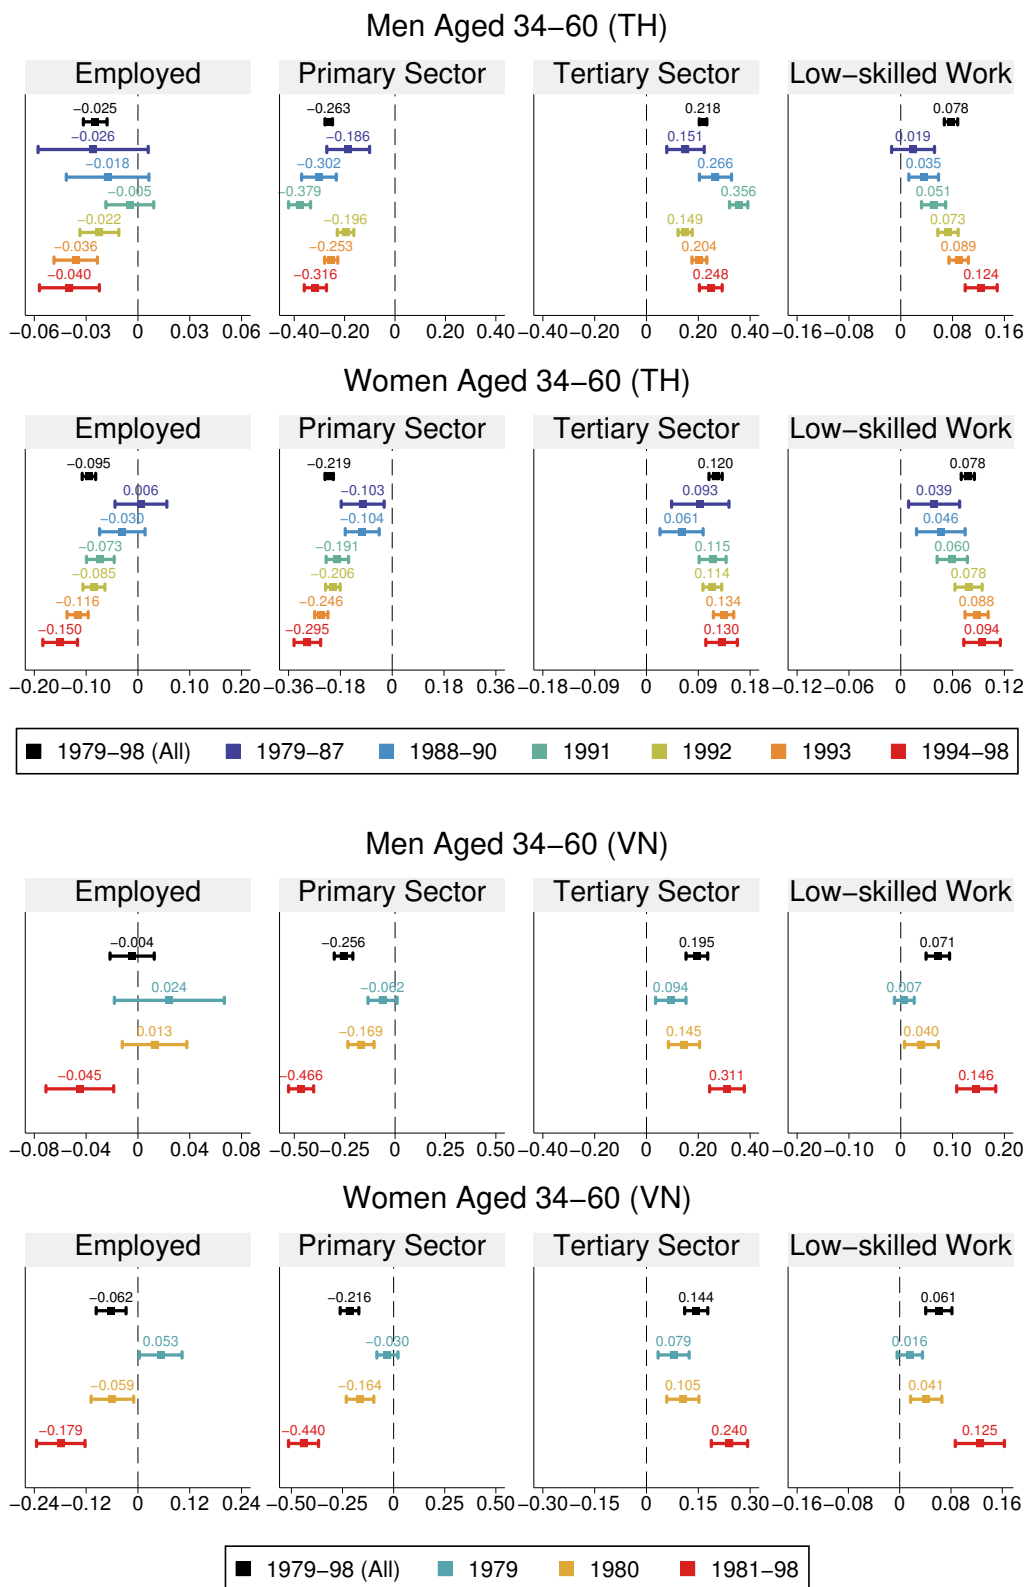 Men Aged 34−60 (TH)
Employed Primary Sector Tertiary Sector Low−skilled Work
−0.025 −0.263 0.218 0.078
−0.026 −0.186 0.151 0.019
−0.018 −0.302 0.266 0.035
−0.005 −0.379 0.356 0.051
−0.022 −0.196 0.149 0.073
−0.036 −0.253 0.204 0.089
−0.040 −0.316 0.248 0.124
−0.06 −0.03 0 0.03 0.06 −0.40 −0.20 0 0.20 0.40 −0.40 −0.20 0 0.20 0.40 −0.16 −0.08 0 0.08 0.16
Women Aged 34−60 (TH)
Employed Primary Sector Tertiary Sector Low−skilled Work
−0.095 −0.219 0.120 0.078
0.006 −0.103 0.093 0.039
−0.030 −0.104 0.061 0.046
−0.073 −0.191 0.115 0.060
−0.085 −0.206 0.114 0.078
−0.116 −0.246 0.134 0.088
−0.150 −0.295 0.130 0.094
−0.20 −0.10 0 0.10 0.20 −0.36 −0.18 0 0.18 0.36 −0.18 −0.09 0 0.09 0.18 −0.12 −0.06 0 0.06 0.12
1979−98 (All) 1979−87 1988−90 1991 1992 1993 1994−98
Men Aged 34−60 (VN)
Employed Primary Sector Tertiary Sector Low−skilled Work
−0.004 −0.256 0.195 0.071
0.024 −0.062 0.094 0.007
0.013 −0.169 0.145 0.040
−0.045 −0.466 0.311 0.146
−0.08 −0.04 0 0.04 0.08 −0.50 −0.25 0 0.25 0.50 −0.40 −0.20 0 0.20 0.40 −0.20 −0.10 0 0.10 0.20
Women Aged 34−60 (VN)
Employed Primary Sector Tertiary Sector Low−skilled Work
−0.062 −0.216 0.144 0.061
0.053 −0.030 0.079 0.016
−0.059 −0.164 0.105 0.041
−0.179 −0.440 0.240 0.125
−0.24 −0.12 0 0.12 0.24 −0.50 −0.25 0 0.25 0.50 −0.30 −0.15 0 0.15 0.30 −0.16 −0.08 0 0.08 0.16
1979−98 (All) 1979 1980 1981−98